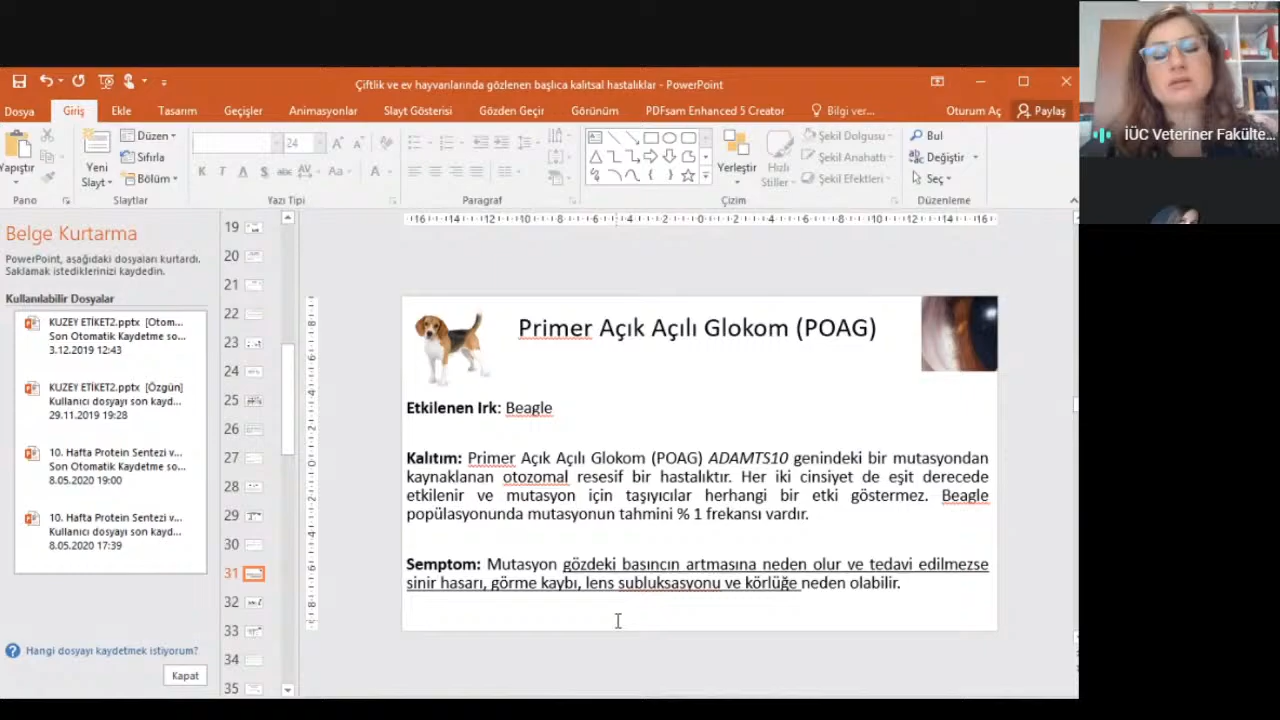 Çiftlik ve ev hayvanlarında gözlenen başlıca kalıtsal hastalıklar - PowerPoint
Dosya Giriş Ekle Tasarım Geçişler Animasyonlar Slayt Gösterisi Gözden Geçir Görünüm PDFsam Enhanced 5 Creator Bilgi ver... Oturum Aç Paylaş
Yapıştır
Yeni
Slayt
Düzen
Sıfırla
Bölüm
24
K T A S abc AV Aa A
Yerleştir
Hızlı
Stiller
Şekil Dolgusu
Şekil Anahattı
Şekil Efektleri
Bul
Değiştir
Seç
Pano Slaytlar Yazı Tipi Paragraf Çizim Düzenleme
İÜC Veteriner Fakülte...
Belge Kurtarma
PowerPoint, aşağıdaki dosyaları kurtardı.
Saklamak istediklerinizi kaydedin.
Kullanılabilir Dosyalar
KUZEY ETİKET2.pptx [Otom...
Son Otomatik Kaydetme so...
3.12.2019 12:43
KUZEY ETİKET2.pptx [Özgün]
Kullanıcı dosyayı son kayd...
29.11.2019 19:28
10. Hafta Protein Sentezi v...
Son Otomatik Kaydetme so...
8.05.2020 19:00
10. Hafta Protein Sentezi v...
Kullanıcı dosyayı son kayd...
8.05.2020 17:39
Hangi dosyayı kaydetmek istiyorum?
Kapat
19
20
21
22
23
24
25
26
27
28
29
30
31
32
33
34
35
Primer Açık Açılı Glokom (POAG)
Etkilenen Irk: Beagle
Kalıtım: Primer Açık Açılı Glokom (POAG) ADAMTS10 genindeki bir mutasyondan
kaynaklanan otozomal resesif bir hastalıktır. Her iki cinsiyet de eşit derecede
etkilenir ve mutasyon için taşıyıcılar herhangi bir etki göstermez. Beagle
popülasyonunda mutasyonun tahmini % 1 frekansı vardır.
Semptom: Mutasyon gözdeki basıncın artmasına neden olur ve tedavi edilmezse
sinir hasarı, görme kaybı, lens subluksasyonu ve körlüğe neden olabilir.